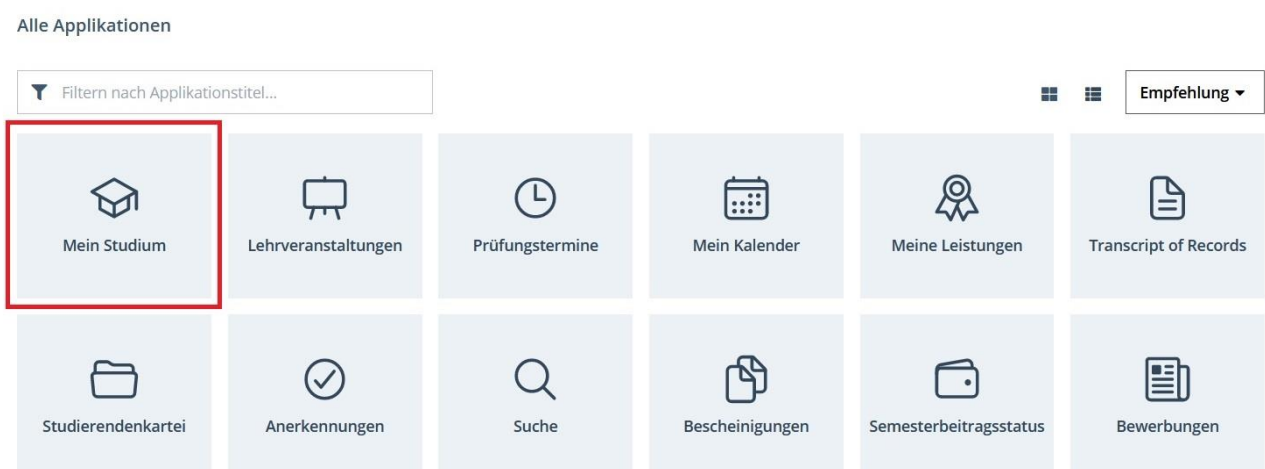 Alle Applikationen
Filtern nach Applikationstitel...
Empfehlung
Mein Studium
Lehrveranstaltungen
Prüfungstermine
Mein Kalender
Meine Leistungen
Transcript of Records
Studierendenkartei
Anerkennungen
Suche
Bescheinigungen
Semesterbeitragsstatus
Bewerbungen